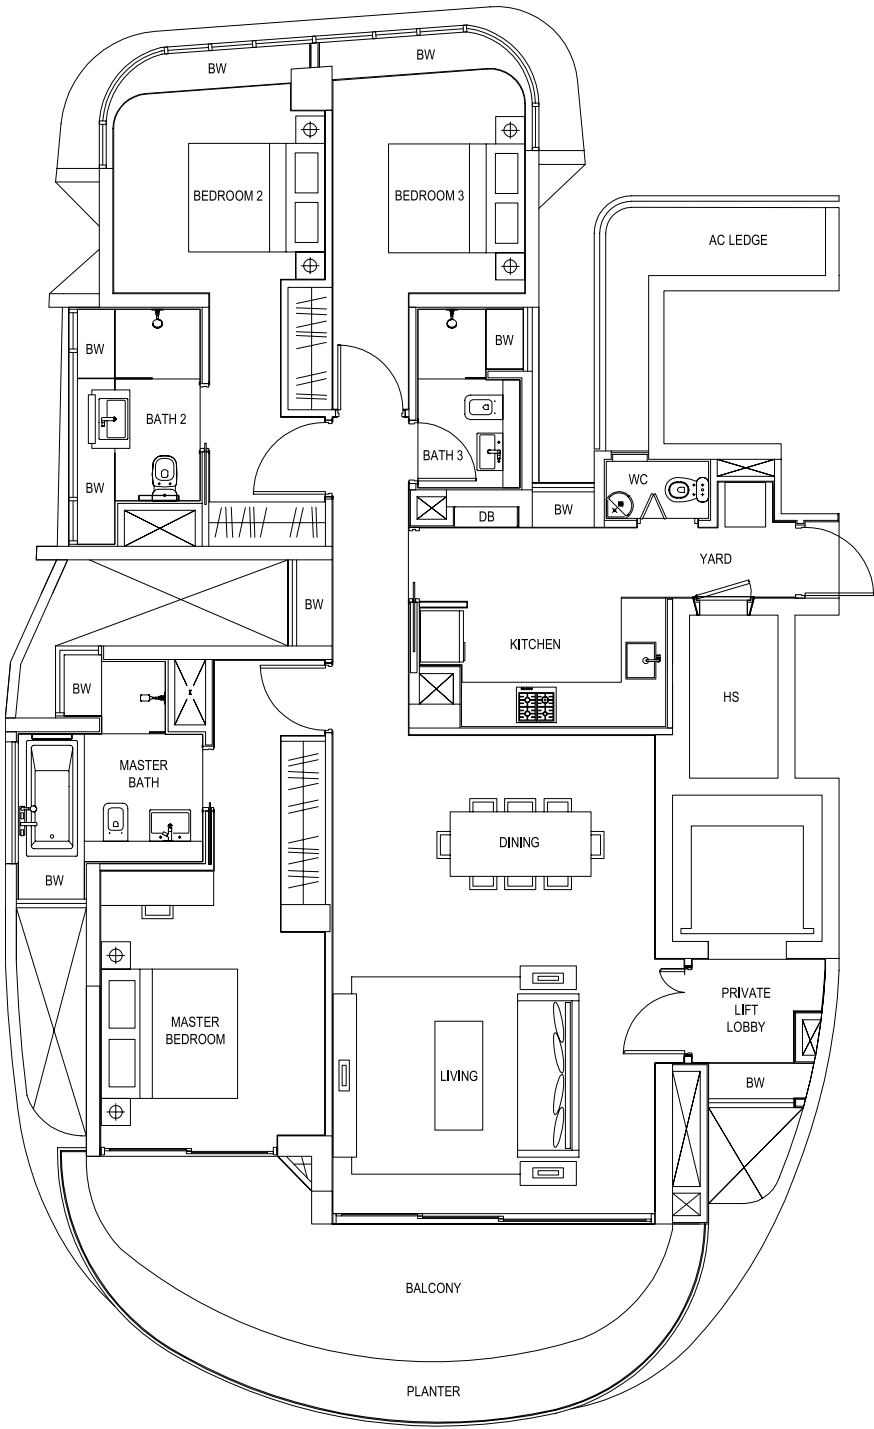 BW
BW
BEDROOM 2
BEDROOM 3
AC LEDGE
BW
BW
BATH 2
BATH 3
WC
BW
DB
BW
YARD
BW
KITCHEN
BW
HS
MASTER
BATH
DINING
BW
MASTER
BEDROOM
PRIVATE
LIFT
LOBBY
LIVING
BW
BALCONY
PLANTER